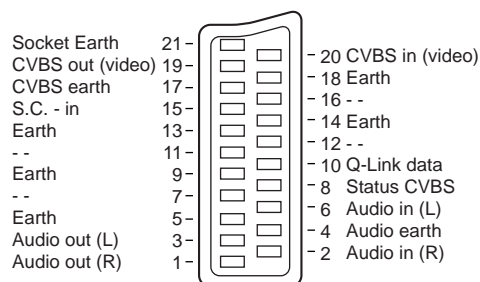 Socket Earth 21
CVBS out (video) 19
CVBS earth 17
S.C. - in 15
Earth 13
- - 11
Earth 9
- - 7
Earth 5
Audio out (L) 3
Audio out (R) 1
20 CVBS in (video)
18 Earth
16 - -
14 Earth
12 - -
10 Q-Link data
8 Status CVBS
6 Audio in (L)
4 Audio earth
2 Audio in (R)